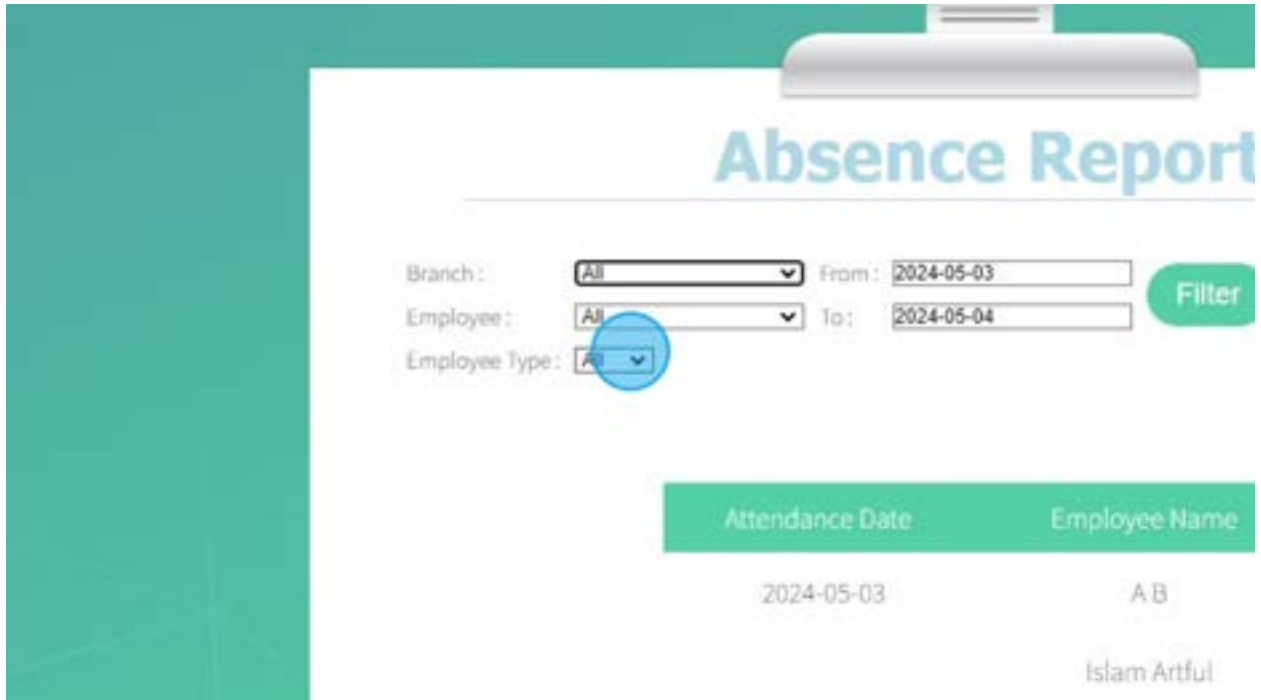 Absence Report
Branch : All From : 2024-05-03 Filter
Employee : All To : 2024-05-04
Employee Type : All
Attendance Date Employee Name
2024-05-03 A B
Islam Artful